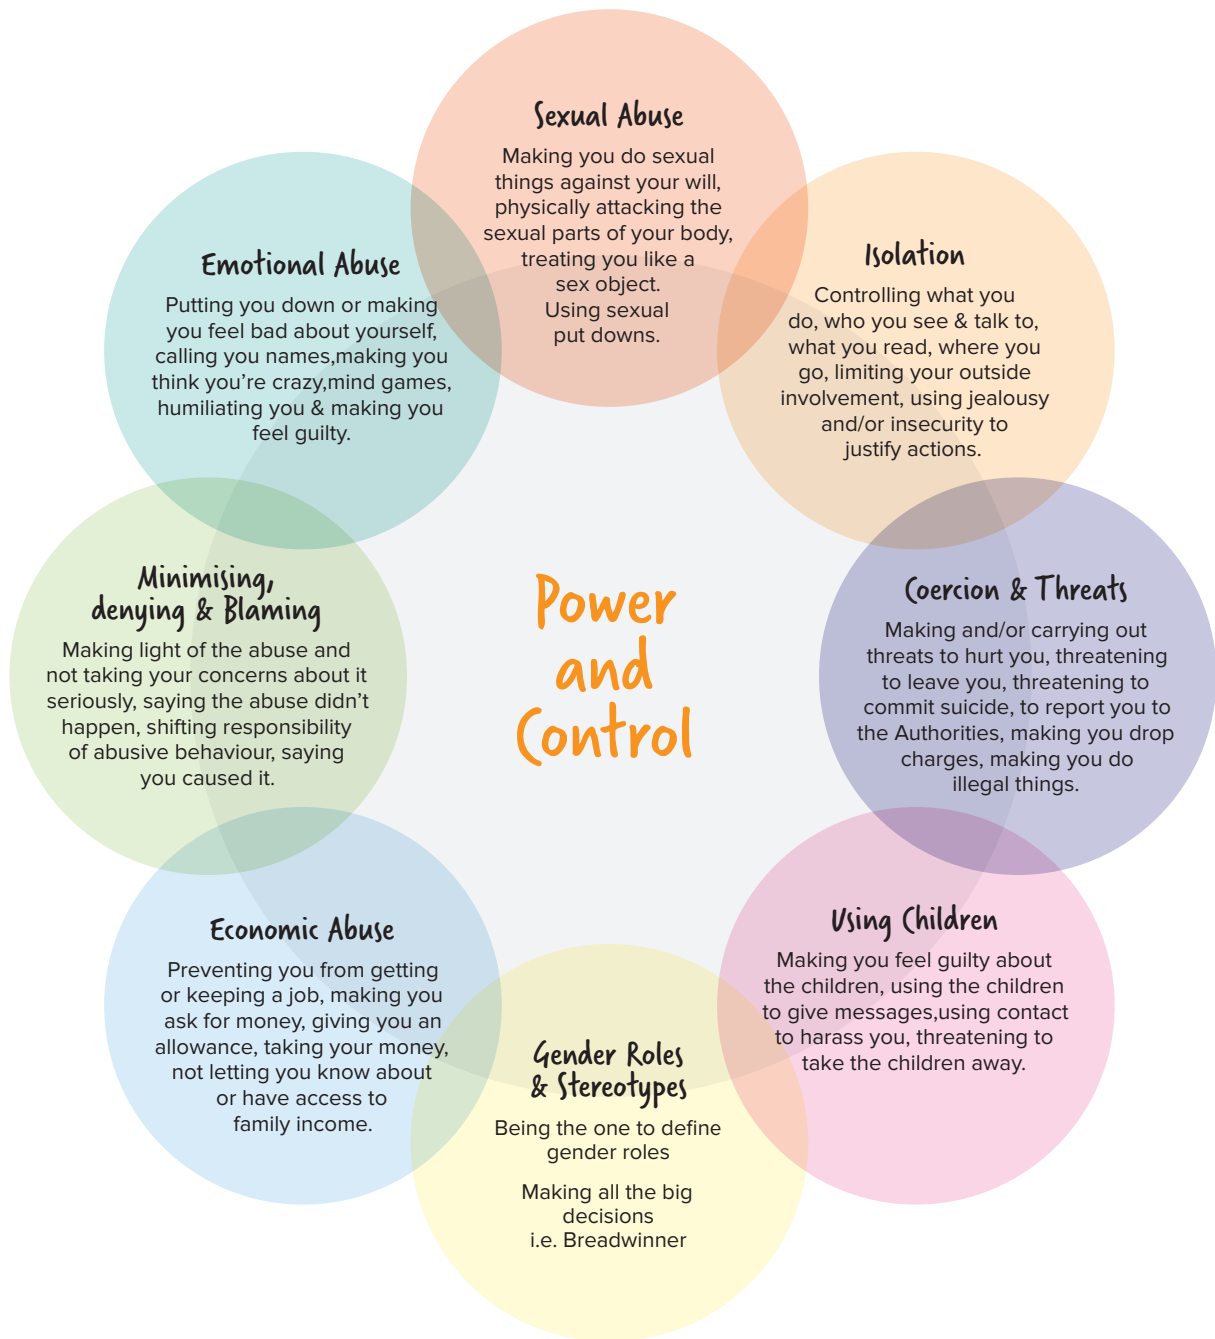 Sexual Abuse
Making you do sexual
things against your will,
physically attacking the
sexual parts of your body,
treating you like a
sex object.
Using sexual
put downs.
Isolation
Controlling what you
do, who you see & talk to,
what you read, where you
go, limiting your outside
involvement, using jealousy
and/or insecurity to
justify actions.
Coercion & Threats
Making and/or carrying out
threats to hurt you, threatening
to leave you, threatening to
commit suicide, to report you to
the Authorities, making you drop
charges, making you do
illegal things.
Using Children
Making you feel guilty about
the children, using the children
to give messages,using contact
to harass you, threatening to
take the children away.
Gender Roles
& Stereotypes
Being the one to define
gender roles
Making all the big
decisions
i.e. Breadwinner
Economic Abuse
Preventing you from getting
or keeping a job, making you
ask for money, giving you an
allowance, taking your money,
not letting you know about
or have access to
family income.
Minimising,
denying & Blaming
Making light of the abuse and
not taking your concerns about it
seriously, saying the abuse didn't
happen, shifting responsibility
of abusive behaviour, saying
you caused it.
Emotional Abuse
Putting you down or making
you feel bad about yourself,
calling you names,making you
think you're crazy,mind games,
humiliating you & making you
feel guilty.
Power
and
Control